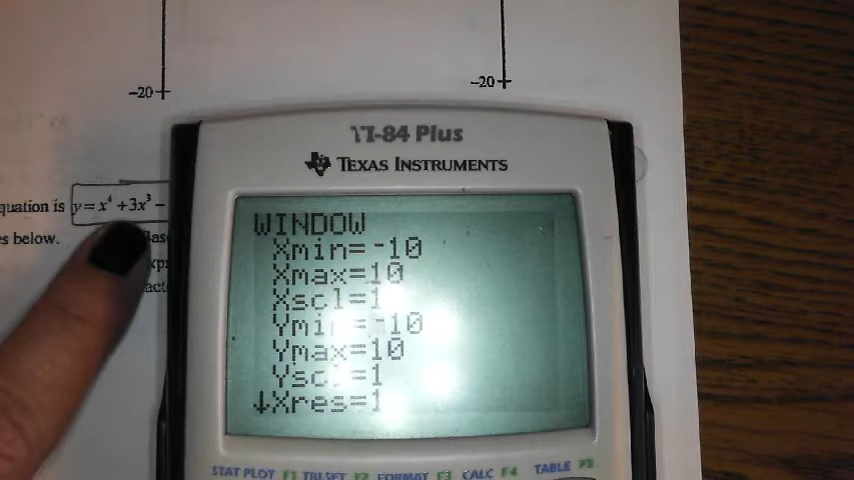 -20
-20
TI-84 Plus
TEXAS INSTRUMENTS
quation is y = x⁴ + 3x³ -
s below.
WINDOW
Xmin=-10
Xmax=10
Xscl=1
Ymin=-10
Ymax=10
Yscl=1
↓Xres=1
STAT PLOT F1 TBLSET F2 FORMAT F3 CALC F4 TABLE F5